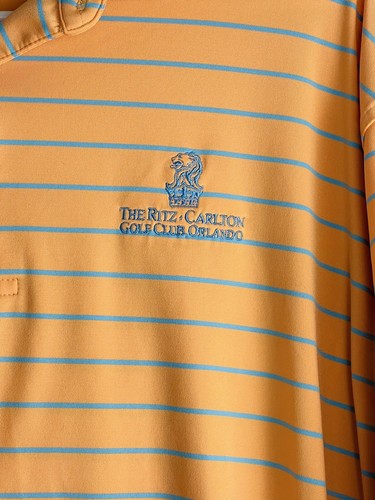 THE RITZ-CARLTON
GOLF CLUB, ORLANDO